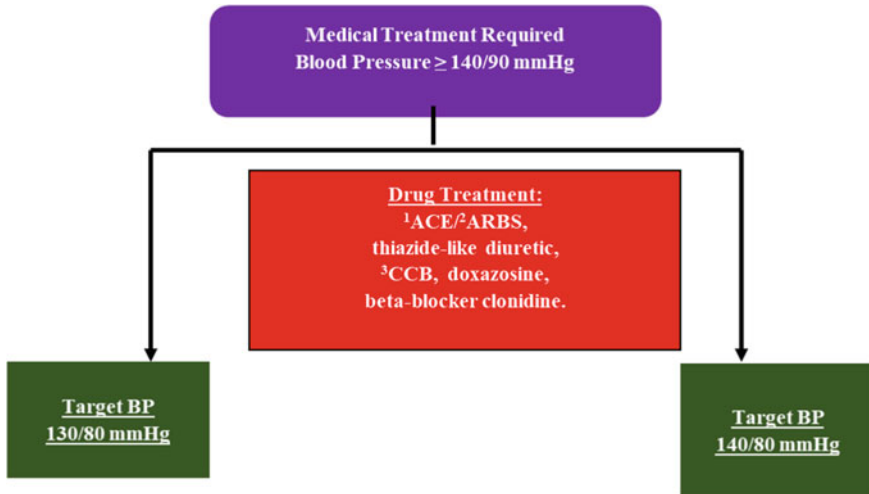 Medical Treatment Required
Blood Pressure ≥ 140/90 mmHg
Drug Treatment:
¹ACE/²ARBS,
thiazide-like diuretic,
³CCB, doxazosine,
beta-blocker clonidine.
Target BP
130/80 mmHg
Target BP
140/80 mmHg